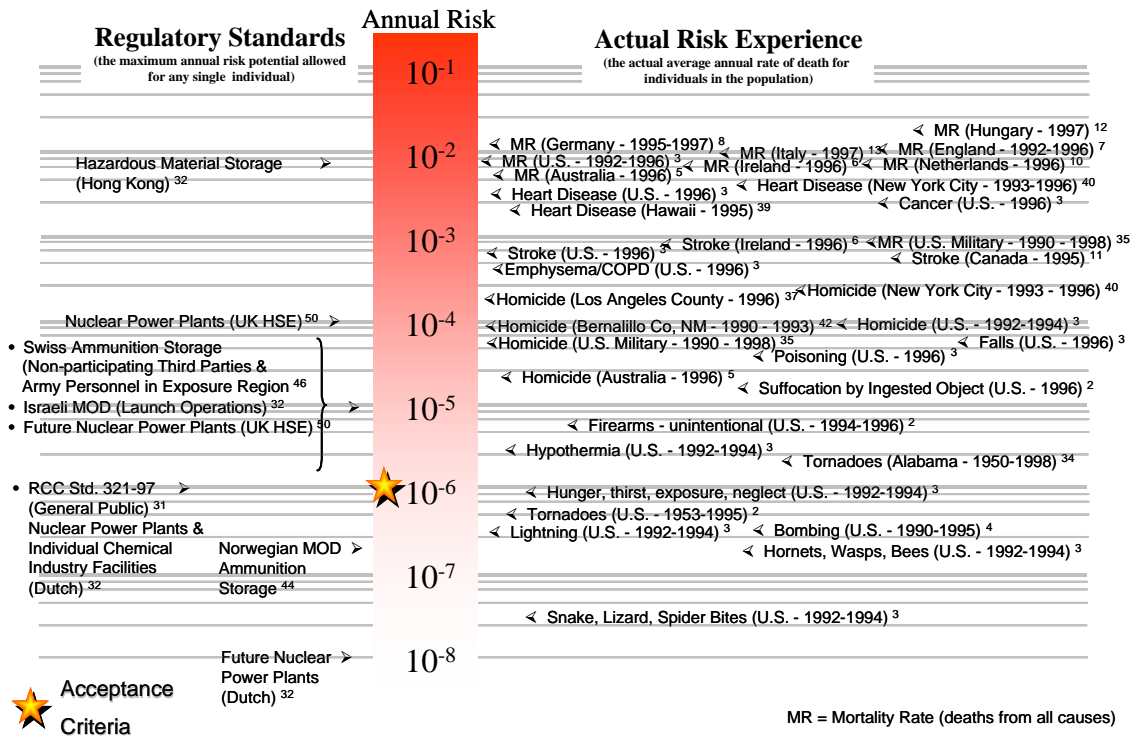 Annual Risk
Regulatory Standards
(the maximum annual risk potential allowed
for any single individual)
Actual Risk Experience
(the actual average annual rate of death for
individuals in the population)
10-1
10-2
10-3
10-4
10-5
10-6
10-7
10-8
Hazardous Material Storage
(Hong Kong) 32
Nuclear Power Plants (UK HSE) 50
• Swiss Ammunition Storage
(Non-participating Third Parties &
Army Personnel in Exposure Region 46
• Israeli MOD (Launch Operations) 32
• Future Nuclear Power Plants (UK HSE) 50
• RCC Std. 321-97
(General Public) 31
Nuclear Power Plants &
Individual Chemical
Industry Facilities
(Dutch) 32
Norwegian MOD
Ammunition
Storage 44
Future Nuclear
Power Plants
(Dutch) 32
Acceptance
Criteria
MR (Hungary - 1997) 12
MR (Germany - 1995-1997) 8
MR (Italy - 1997) 13
MR (England - 1992-1996) 7
MR (U.S. - 1992-1996) 3
MR (Ireland - 1996) 6
MR (Netherlands - 1996) 10
MR (Australia - 1996) 5
Heart Disease (New York City - 1993-1996) 40
Heart Disease (U.S. - 1996) 3
Cancer (U.S. - 1996) 3
Heart Disease (Hawaii - 1995) 39
Stroke (Ireland - 1996) 6
MR (U.S. Military - 1990 - 1998) 35
Stroke (U.S. - 1996) 3
Stroke (Canada - 1995) 11
Emphysema/COPD (U.S. - 1996) 3
Homicide (New York City - 1993 - 1996) 40
Homicide (Los Angeles County - 1996) 37
Homicide (Bernalillo Co, NM - 1990 - 1993) 42
Homicide (U.S. - 1992-1994) 3
Homicide (U.S. Military - 1990 - 1998) 35
Falls (U.S. - 1996) 3
Poisoning (U.S. - 1996) 3
Homicide (Australia - 1996) 5
Suffocation by Ingested Object (U.S. - 1996) 2
Firearms - unintentional (U.S. - 1994-1996) 2
Hypothermia (U.S. - 1992-1994) 3
Tornadoes (Alabama - 1950-1998) 34
Hunger, thirst, exposure, neglect (U.S. - 1992-1994) 3
Tornadoes (U.S. - 1953-1995) 2
Lightning (U.S. - 1992-1994) 3
Bombing (U.S. - 1990-1995) 4
Hornets, Wasps, Bees (U.S. - 1992-1994) 3
Snake, Lizard, Spider Bites (U.S. - 1992-1994) 3
MR = Mortality Rate (deaths from all causes)